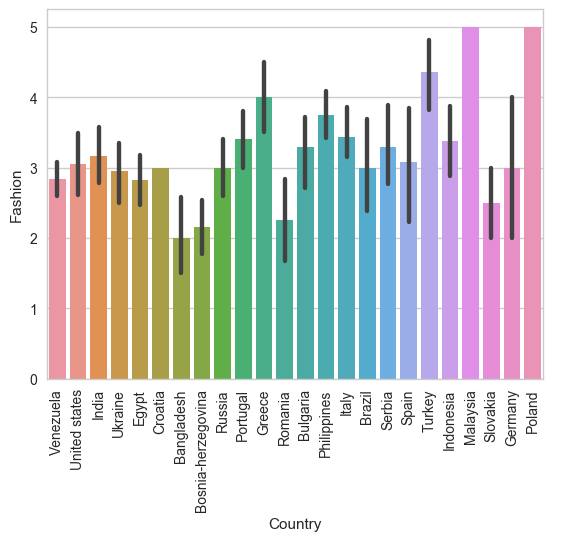 5
4
3
2
1
0
Fashion
Venezuela
United states
India
Ukraine
Egypt
Croatia
Bangladesh
Bosnia-herzegovina
Russia
Portugal
Greece
Romania
Bulgaria
Philippines
Italy
Brazil
Serbia
Spain
Turkey
Indonesia
Malaysia
Slovakia
Germany
Poland
Country